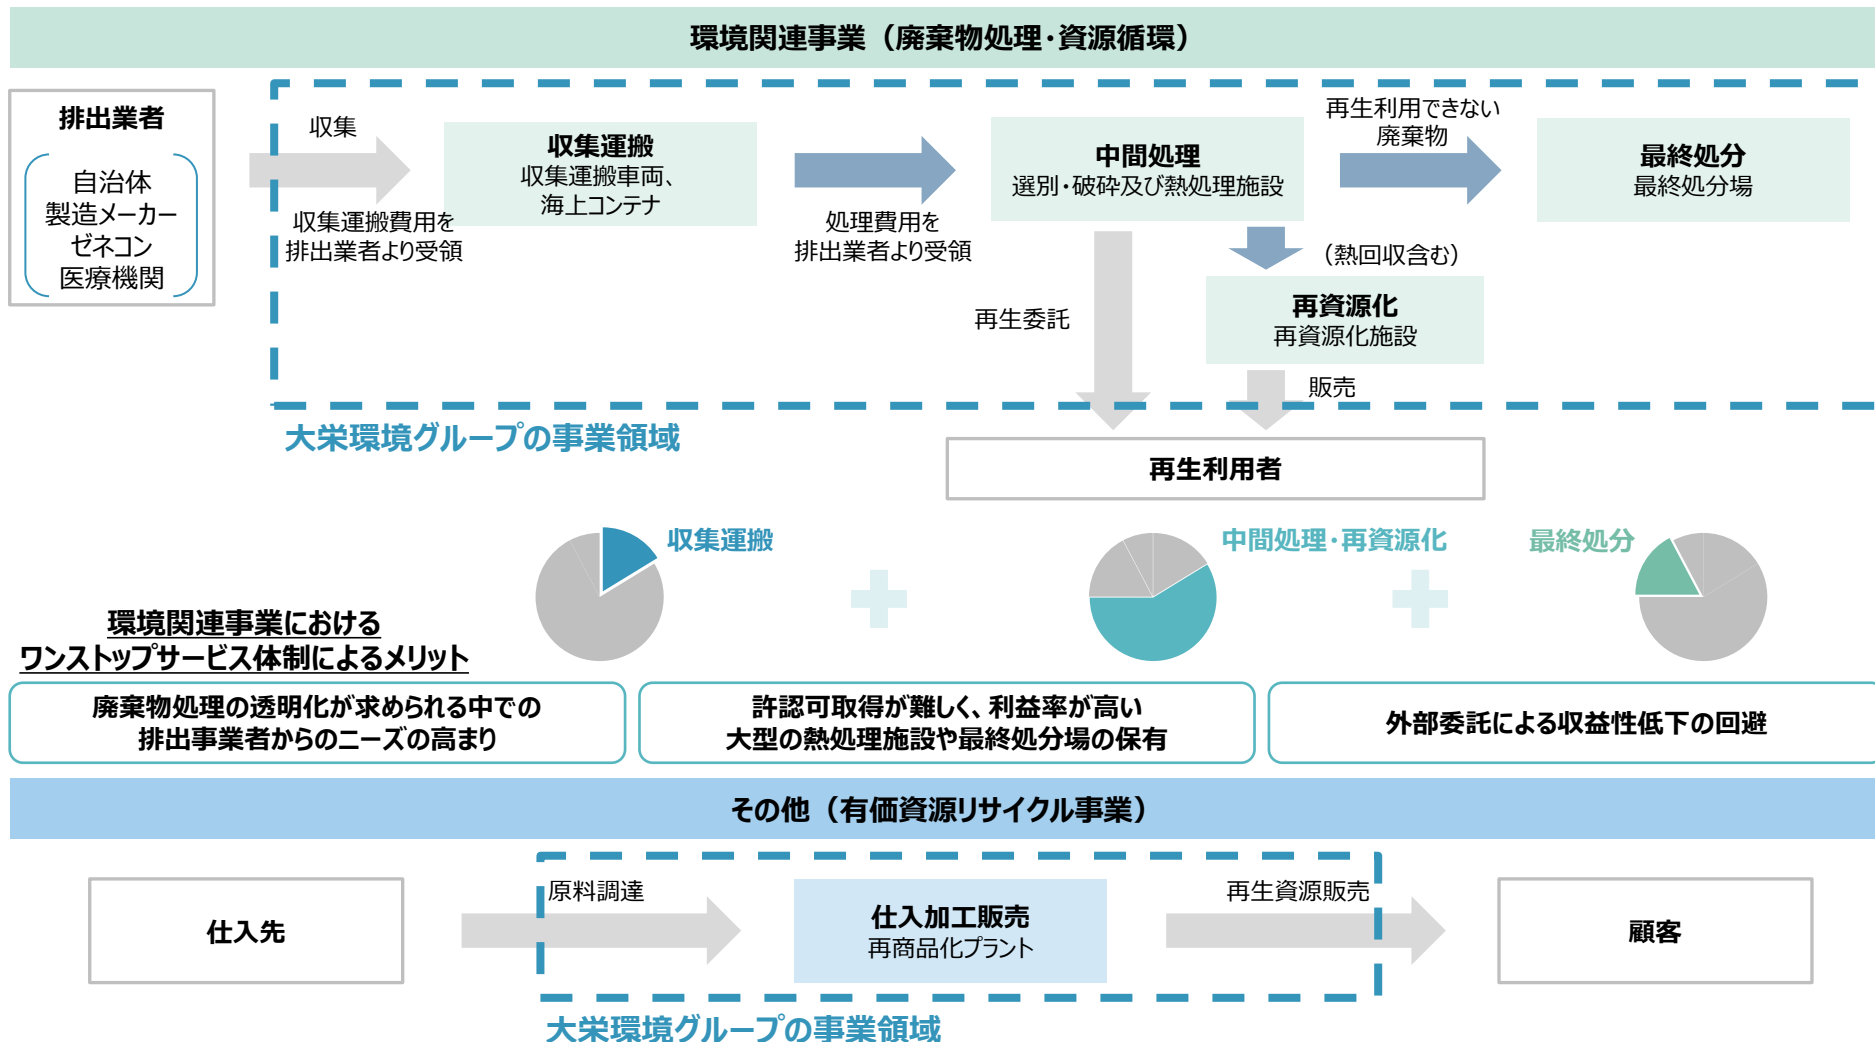 環境関連事業（廃棄物処理・資源循環）
排出業者
自治体
製造メーカー
ゼネコン
医療機関
収集
収集運搬費用を
排出業者より受領
収集運搬
収集運搬車両、
海上コンテナ
処理費用を
排出業者より受領
中間処理
選別・破砕及び熱処理施設
再生利用できない
廃棄物
最終処分
最終処分場
（熱回収含む）
再生委託
再資源化
再資源化施設
販売
大栄環境グループの事業領域
再生利用者
収集運搬
中間処理・再資源化
最終処分
環境関連事業における
ワンストップサービス体制によるメリット
廃棄物処理の透明化が求められる中での
排出事業者からのニーズの高まり
許認可取得が難しく、利益率が高い
大型の熱処理施設や最終処分場の保有
外部委託による収益性低下の回避
その他（有価資源リサイクル事業）
仕入先
原料調達
仕入加工販売
再商品化プラント
再生資源販売
顧客
大栄環境グループの事業領域